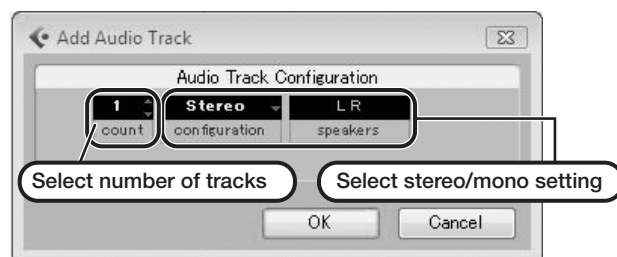 Add Audio Track
Audio Track Configuration
1 Stereo L R
count configuration speakers
Select number of tracks Select stereo/mono setting
OK Cancel